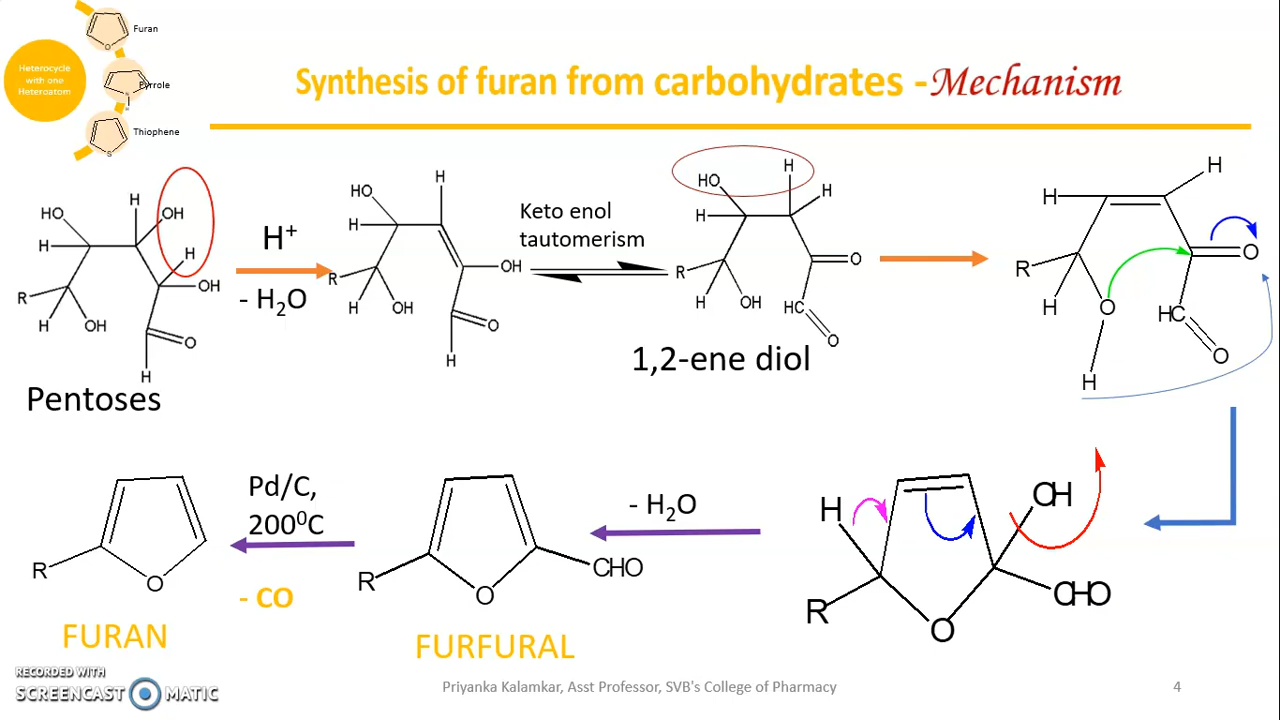 Furan
Heterocycle
with one
Heteroatom
Pyrrole
Thiophene
Synthesis of furan from carbohydrates -Mechanism
HO
H
OH
H
H
OH
R
H
OH
O
H
Pentoses
H⁺
- H₂O
HO
H
H
OH
R
H
OH
O
H
Keto enol
tautomerism
HO
H
H
H
O
R
H
OH
HC
O
1,2-ene diol
H
H
O
R
H
O
HC
O
H
R
O
FURAN
Pd/C,
200⁰C
- CO
R
O
CHO
FURFURAL
- H₂O
H
OH
R
O
CHO
RECORDED WITH
SCREENCAST MATIC
Priyanka Kalamkar, Asst Professor, SVB's College of Pharmacy
4